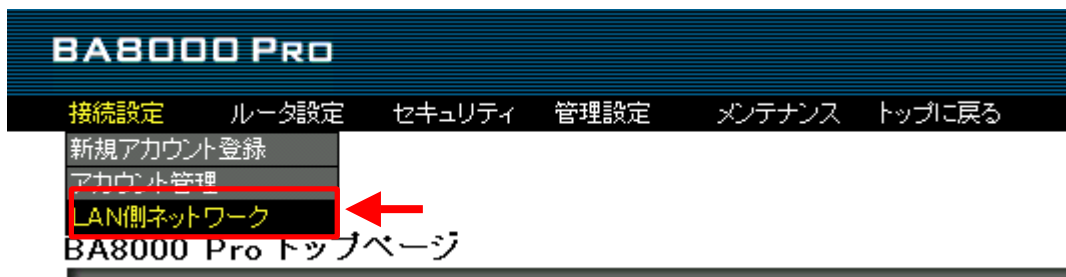 BA8000 PRO
接続設定 ルータ設定 セキュリティ 管理設定 メンテナンス トップに戻る
新規アカウント登録
アカウント管理
LAN側ネットワーク
BA8000 Pro トップページ